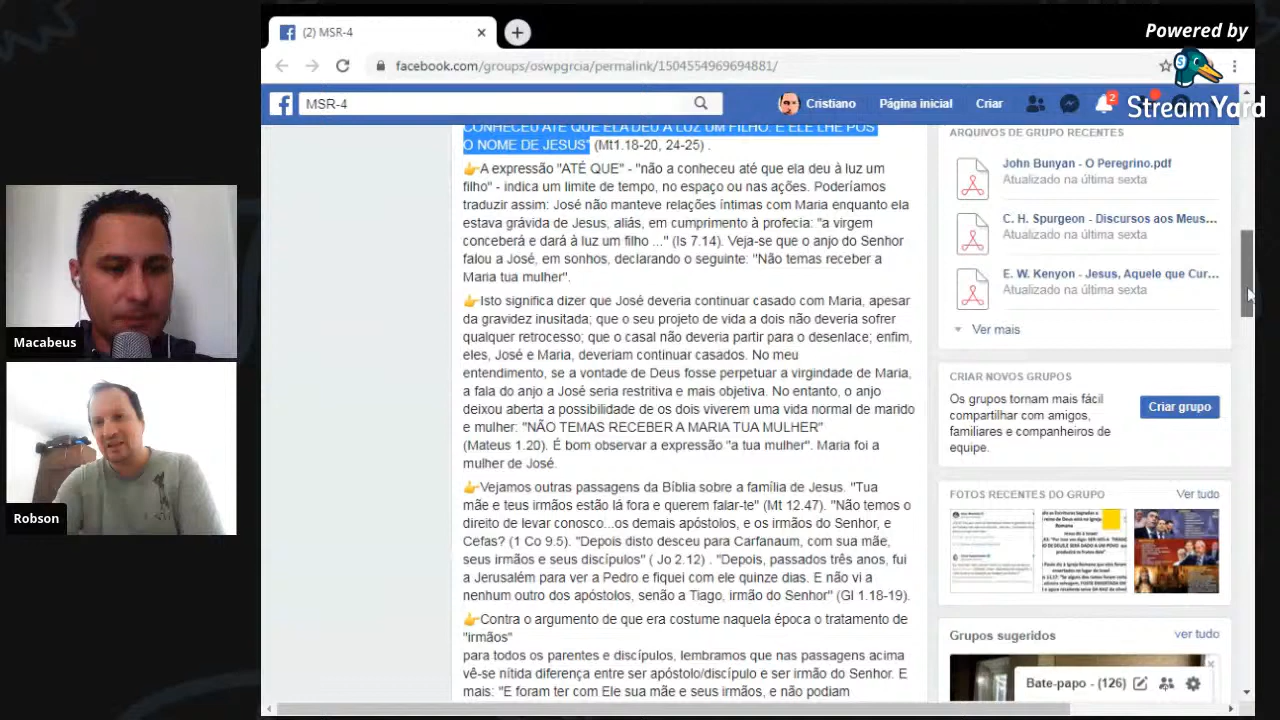 Powered by
StreamYard
(2) MSR-4
facebook.com/groups/oswpgrcia/permalink/1504554969694881/
MSR-4
Cristiano
Página inicial
Criar
2
CONHECEU ATÉ QUE ELA DEU À LUZ UM FILHO. E ELE LHE PÔS
O NOME DE JESUS" (Mt1.18-20, 24-25) .
👉A expressão "ATÉ QUE" - "não a conheceu até que ela deu à luz um
filho" - indica um limite de tempo, no espaço ou nas ações. Poderíamos
traduzir assim: José não manteve relações íntimas com Maria enquanto ela
estava grávida de Jesus, aliás, em cumprimento à profecia: "a virgem
conceberá e dará à luz um filho ..." (Is 7.14). Veja-se que o anjo do Senhor
falou a José, em sonhos, declarando o seguinte: "Não temas receber a
Maria tua mulher".
👉Isto significa dizer que José deveria continuar casado com Maria, apesar
da gravidez inusitada; que o seu projeto de vida a dois não deveria sofrer
qualquer retrocesso; que o casal não deveria partir para o desenlace; enfim,
eles, José e Maria, deveriam continuar casados. No meu
entendimento, se a vontade de Deus fosse perpetuar a virgindade de Maria,
a fala do anjo a José seria restritiva e mais objetiva. No entanto, o anjo
deixou aberta a possibilidade de os dois viverem uma vida normal de marido
e mulher: "NÃO TEMAS RECEBER A MARIA TUA MULHER"
(Mateus 1.20). É bom observar a expressão "a tua mulher". Maria foi a
mulher de José.
👉Vejamos outras passagens da Bíblia sobre a família de Jesus. "Tua
mãe e teus irmãos estão lá fora e querem falar-te" (Mt 12.47). "Não temos o
direito de levar conosco...os demais apóstolos, e os irmãos do Senhor, e
Cefas? (1 Co 9.5). "Depois disto desceu para Carfanaum, com sua mãe,
seus irmãos e seus discípulos" ( Jo 2.12) . "Depois, passados três anos, fui
a Jerusalém para ver a Pedro e fiquei com ele quinze dias. E não vi a
nenhum outro dos apóstolos, senão a Tiago, irmão do Senhor" (Gl 1.18-19).
👉Contra o argumento de que era costume naquela época o tratamento de
"irmãos"
para todos os parentes e discípulos, lembramos que nas passagens acima
vê-se nítida diferença entre ser apóstolo/discípulo e ser irmão do Senhor. E
mais: "E foram ter com Ele sua mãe e seus irmãos, e não podiam
ARQUIVOS DE GRUPO RECENTES
John Bunyan - O Peregrino.pdf
Atualizado na última sexta
C. H. Spurgeon - Discursos aos Meus...
Atualizado na última sexta
E. W. Kenyon - Jesus, Aquele que Cur...
Atualizado na última sexta
Ver mais
CRIAR NOVOS GRUPOS
Os grupos tornam mais fácil
compartilhar com amigos,
familiares e companheiros de
equipe.
Criar grupo
FOTOS RECENTES DO GRUPO
Ver tudo
Grupos sugeridos
ver tudo
Bate-papo - (126)
Macabeus
Robson